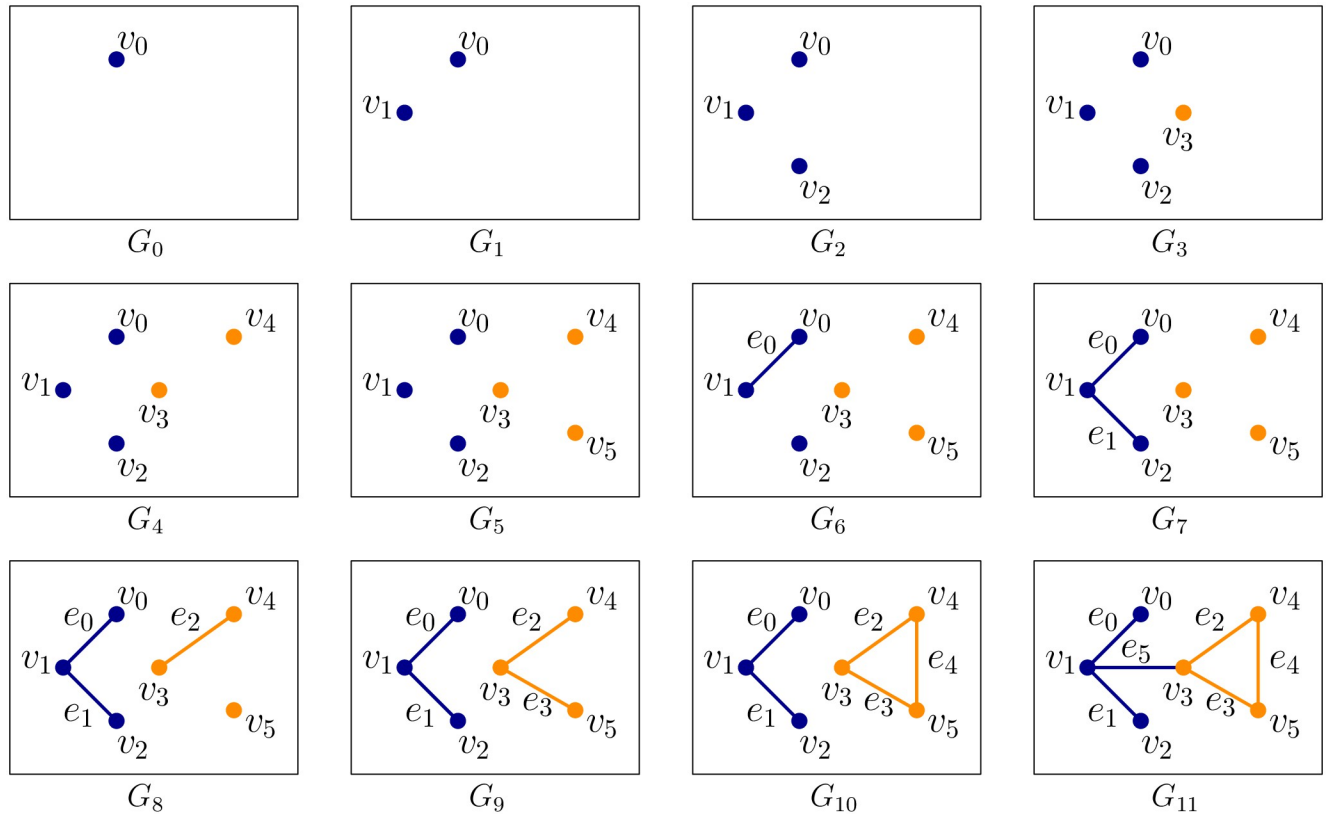 v₀
G₀
v₀
v₁
G₁
v₀
v₁
v₂
G₂
v₀
v₁
v₃
v₂
G₃
v₀ v₄
v₁
v₃
v₂
G₄
v₀ v₄
v₁
v₃
v₅
v₂
G₅
v₀ v₄
e₀
v₁
v₃
v₅
v₂
G₆
v₀ v₄
e₀
v₁
v₃
e₁ v₅
v₂
G₇
v₀ v₄
e₀ e₂
v₁
v₃
e₁ v₅
v₂
G₈
v₀ v₄
e₀ e₂
v₁
v₃
e₁ e₃ v₅
v₂
G₉
v₀ v₄
e₀ e₂
v₁ e₄
v₃
e₁ e₃ v₅
v₂
G₁₀
v₀ v₄
e₀ e₂
e₅
v₁ e₄
v₃
e₁ e₃ v₅
v₂
G₁₁